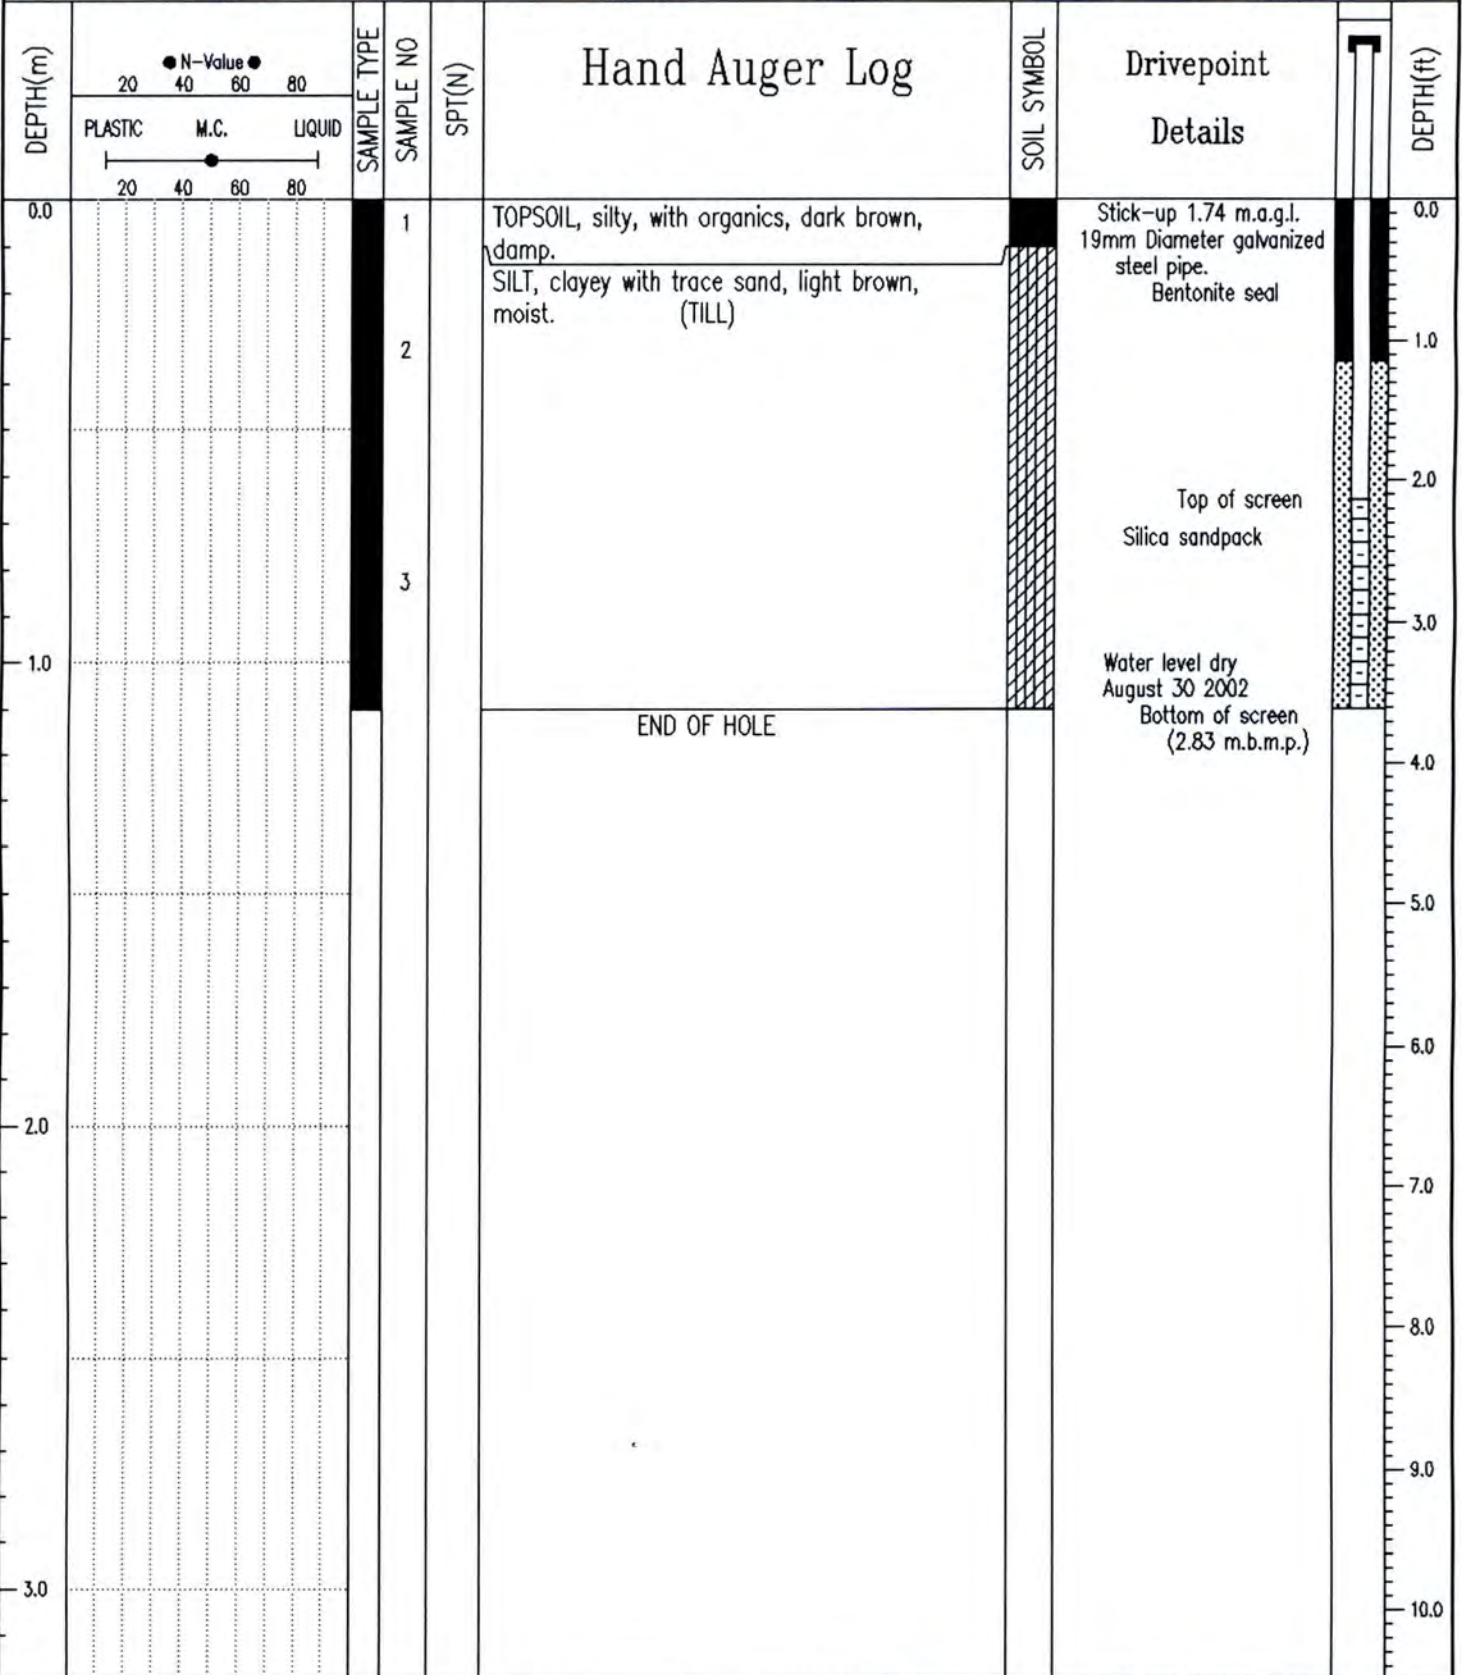 DEPTH(m)
● N-Value ●
20 40 60 80
PLASTIC M.C. LIQUID
20 40 60 80
SAMPLE TYPE
SAMPLE NO
SPT(N)
Hand Auger Log
SOIL SYMBOL
Drivepoint
Details
DEPTH(ft)
0.0
1.0
2.0
3.0
1
2
3
TOPSOIL, silty, with organics, dark brown,
damp.
SILT, clayey with trace sand, light brown,
moist. (TILL)
END OF HOLE
Stick-up 1.74 m.a.g.l.
19mm Diameter galvanized
steel pipe.
Bentonite seal
Top of screen
Silica sandpack
Water level dry
August 30 2002
Bottom of screen
(2.83 m.b.m.p.)
0.0
1.0
2.0
3.0
4.0
5.0
6.0
7.0
8.0
9.0
10.0